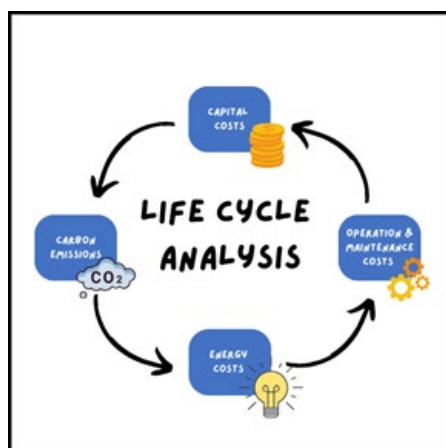 CAPITAL
COSTS
LIFE CYCLE
ANALYSIS
CARBON
EMISSIONS
CO2
OPERATION &
MAINTENANCE
COSTS
ENERGY
COSTS